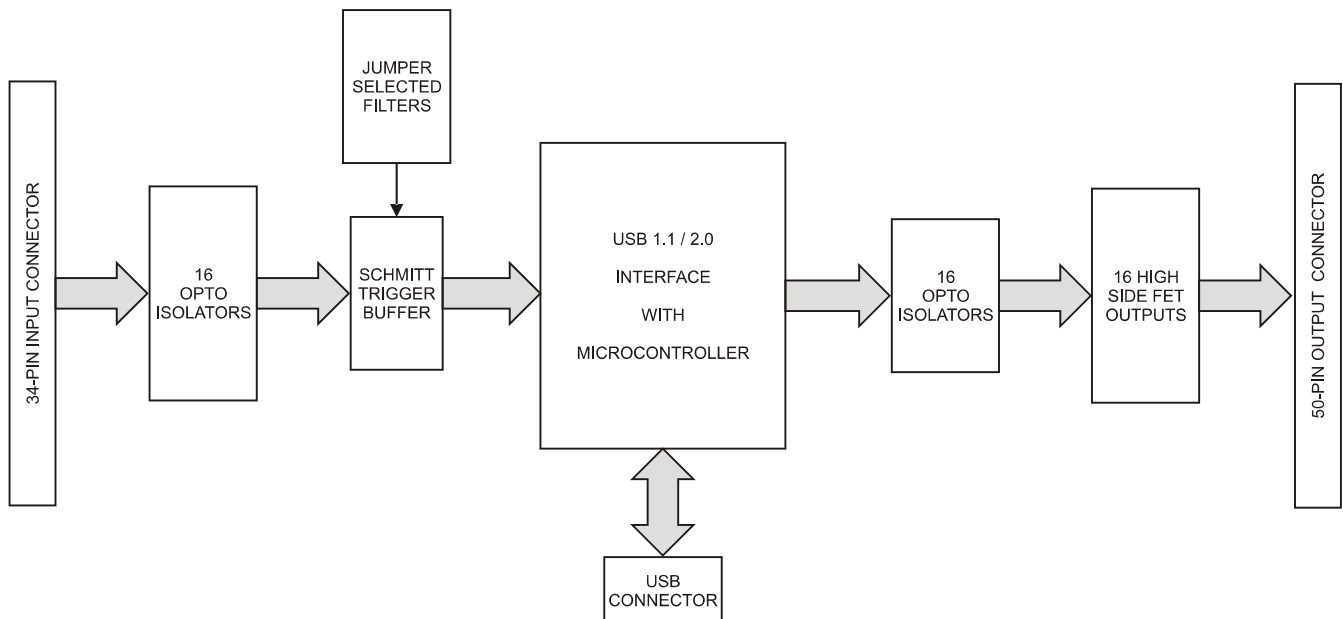 JUMPER
SELECTED
FILTERS
34-PIN INPUT CONNECTOR
16
OPTO
ISOLATORS
SCHMITT
TRIGGER
BUFFER
USB 1.1 / 2.0
INTERFACE
WITH
MICROCONTROLLER
16
OPTO
ISOLATORS
16 HIGH
SIDE FET
OUTPUTS
50-PIN OUTPUT CONNECTOR
USB
CONNECTOR